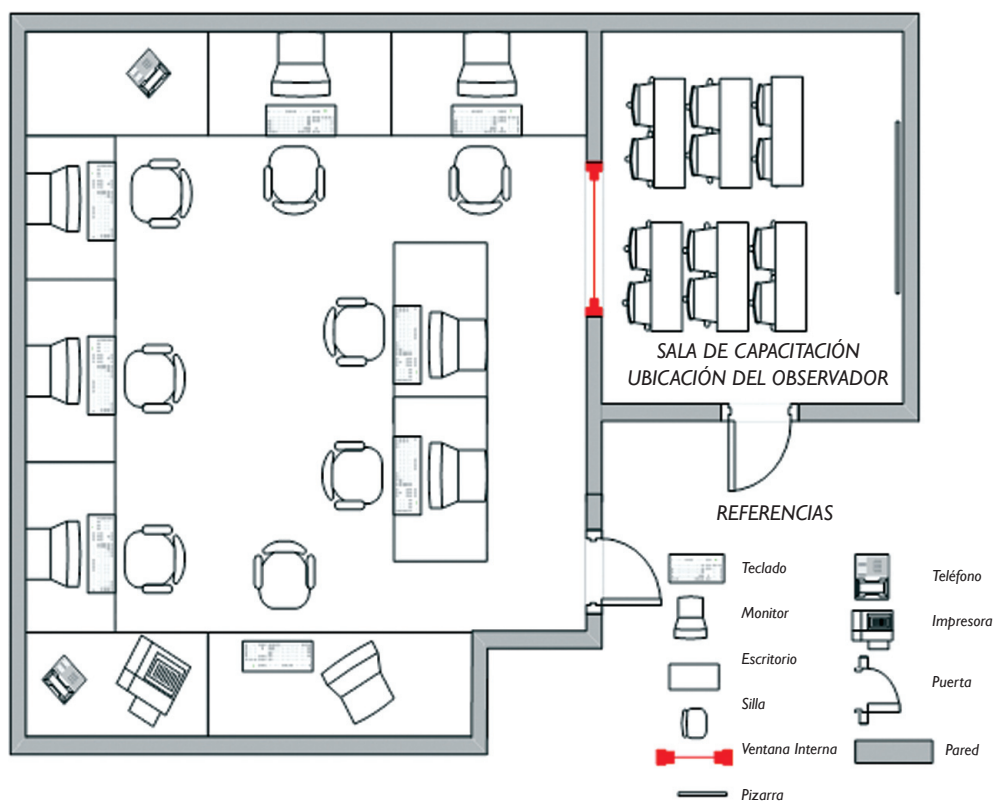 SALA DE CAPACITACIÓN
UBICACIÓN DEL OBSERVADOR
REFERENCIAS
Teclado
Monitor
Escritorio
Silla
Ventana Interna
Pizarra
Teléfono
Impresora
Puerta
Pared